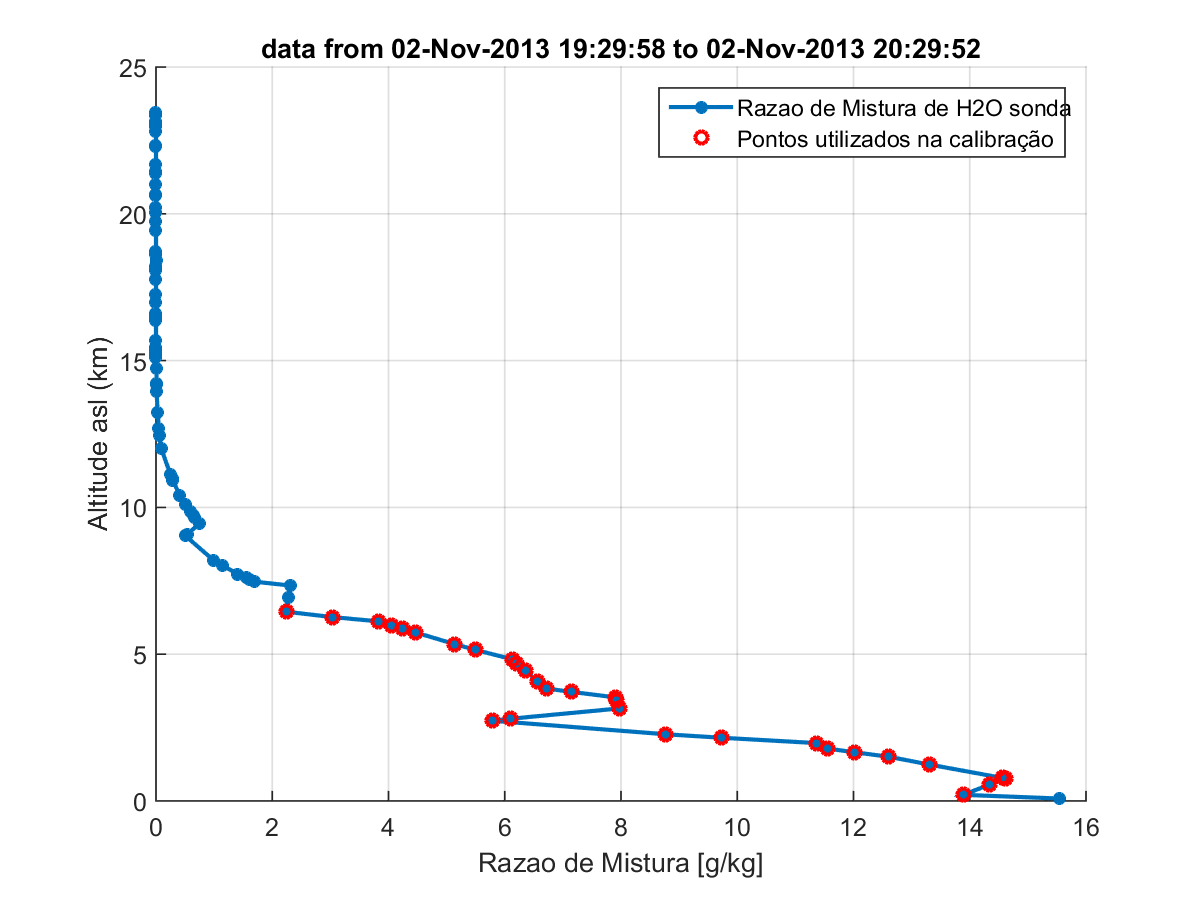 data from 02-Nov-2013 19:29:58 to 02-Nov-2013 20:29:52
Razao de Mistura de H2O sonda
Pontos utilizados na calibração
25
20
15
10
5
0
Altitude asl (km)
0 2 4 6 8 10 12 14 16
Razao de Mistura [g/kg]